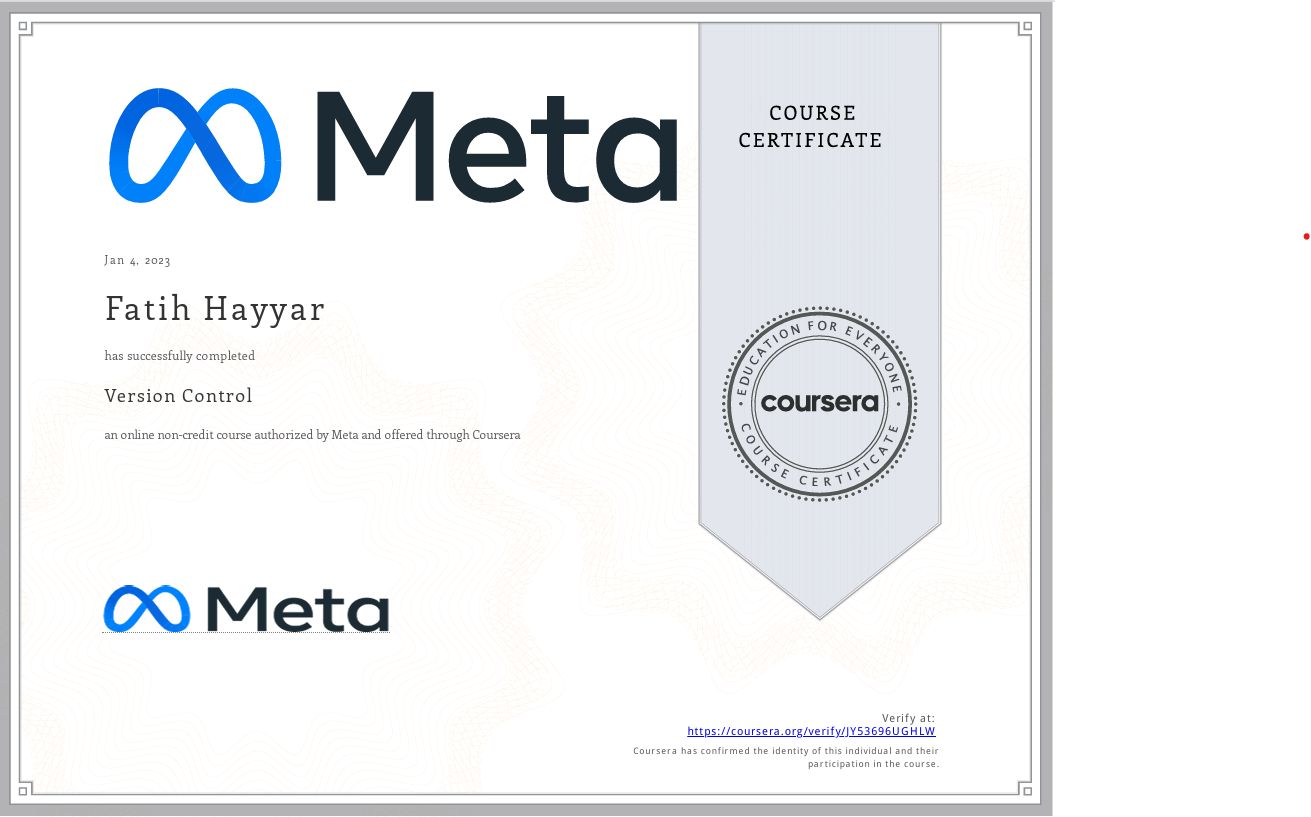 Meta
COURSE
CERTIFICATE
Jan 4, 2023
Fatih Hayyar
has successfully completed
Version Control
an online non-credit course authorized by Meta and offered through Coursera
EDUCATION FOR EVERYONE
coursera
COURSE CERTIFICATE
Meta
Verify at:
https://coursera.org/verify/JY53696UGHLW
Coursera has confirmed the identity of this individual and their
participation in the course.